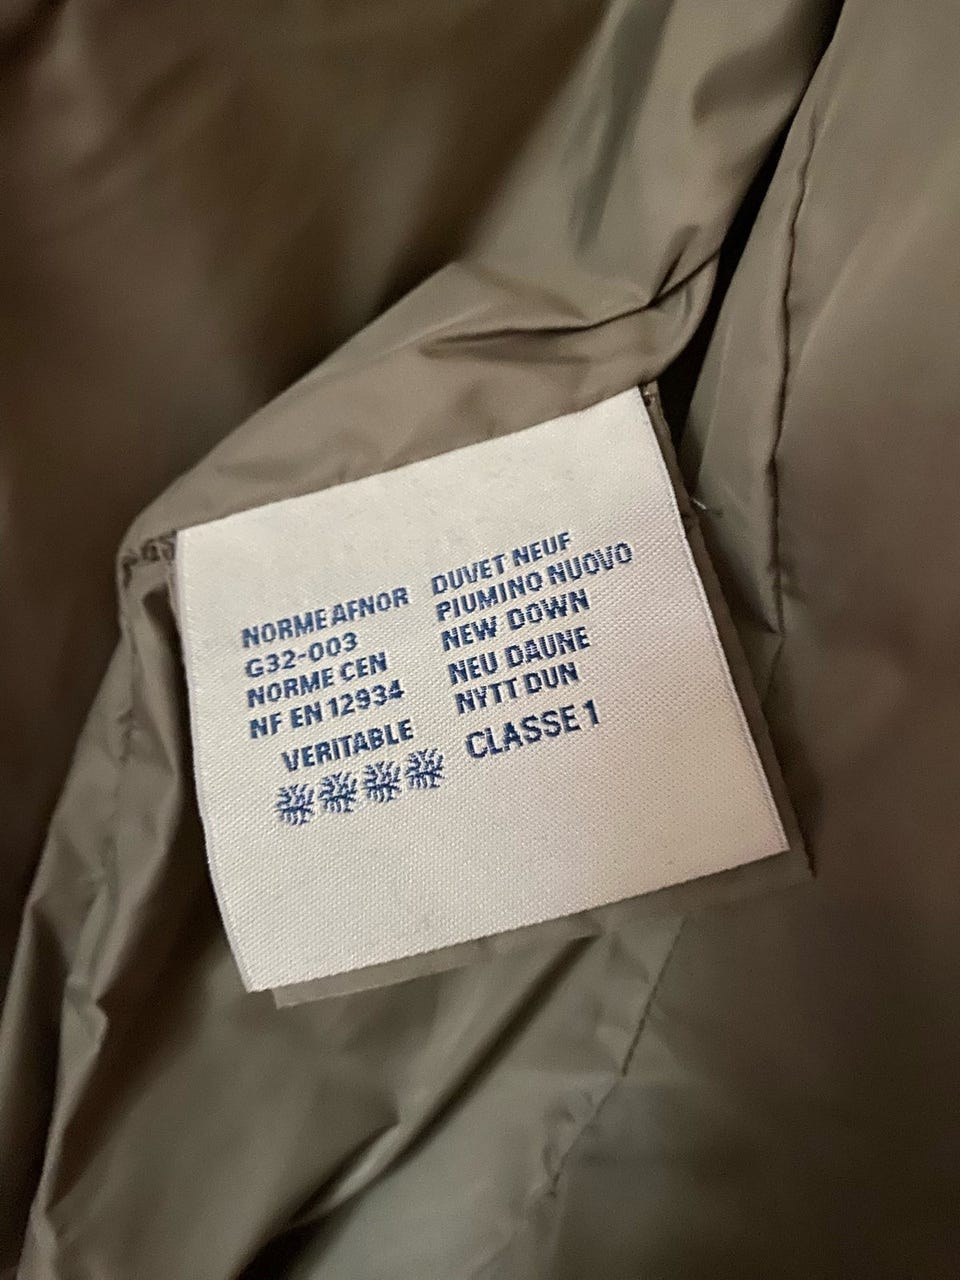 NORME AFNOR
G32-003
NORME CEN
NF EN 12934
VERITABLE
DUVET NEUF
PIUMINO NUOVO
NEW DOWN
NEU DAUNE
NYTT DUN
CLASSE 1